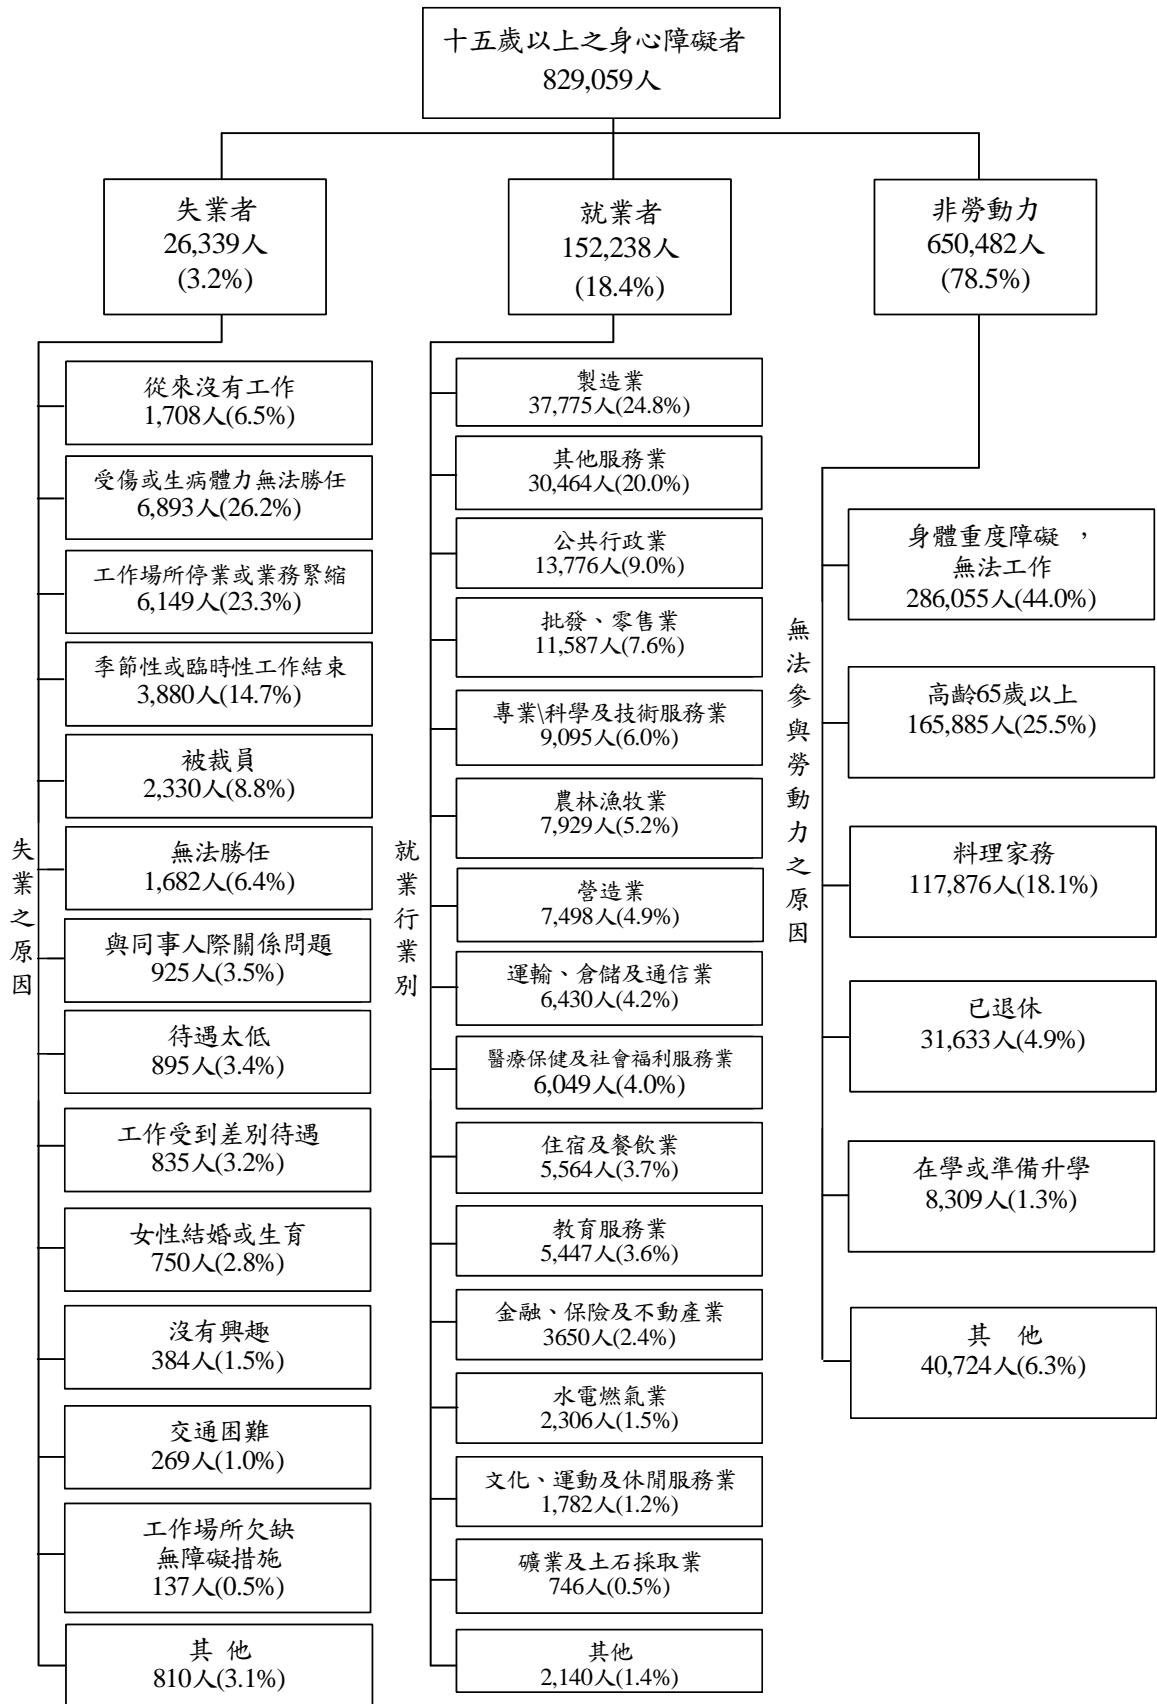 十五歲以上之身心障礙者
829,059人
失業者
26,339人
(3.2%)
就業者
152,238人
(18.4%)
非勞動力
650,482人
(78.5%)
失業之原因
從來沒有工作
1,708人(6.5%)
受傷或生病體力無法勝任
6,893人(26.2%)
工作場所停業或業務緊縮
6,149人(23.3%)
季節性或臨時性工作結束
3,880人(14.7%)
被裁員
2,330人(8.8%)
無法勝任
1,682人(6.4%)
與同事人際關係問題
925人(3.5%)
待遇太低
895人(3.4%)
工作受到差別待遇
835人(3.2%)
女性結婚或生育
750人(2.8%)
沒有興趣
384人(1.5%)
交通困難
269人(1.0%)
工作場所欠缺
無障礙措施
137人(0.5%)
其 他
810人(3.1%)
就業行業別
製造業
37,775人(24.8%)
其他服務業
30,464人(20.0%)
公共行政業
13,776人(9.0%)
批發、零售業
11,587人(7.6%)
專業\科學及技術服務業
9,095人(6.0%)
農林漁牧業
7,929人(5.2%)
營造業
7,498人(4.9%)
運輸、倉儲及通信業
6,430人(4.2%)
醫療保健及社會福利服務業
6,049人(4.0%)
住宿及餐飲業
5,564人(3.7%)
教育服務業
5,447人(3.6%)
金融、保險及不動產業
3650人(2.4%)
水電燃氣業
2,306人(1.5%)
文化、運動及休閒服務業
1,782人(1.2%)
礦業及土石採取業
746人(0.5%)
其他
2,140人(1.4%)
無法參與勞動力之原因
身體重度障礙 ,
無法工作
286,055人(44.0%)
高齡65歲以上
165,885人(25.5%)
料理家務
117,876人(18.1%)
已退休
31,633人(4.9%)
在學或準備升學
8,309人(1.3%)
其 他
40,724人(6.3%)